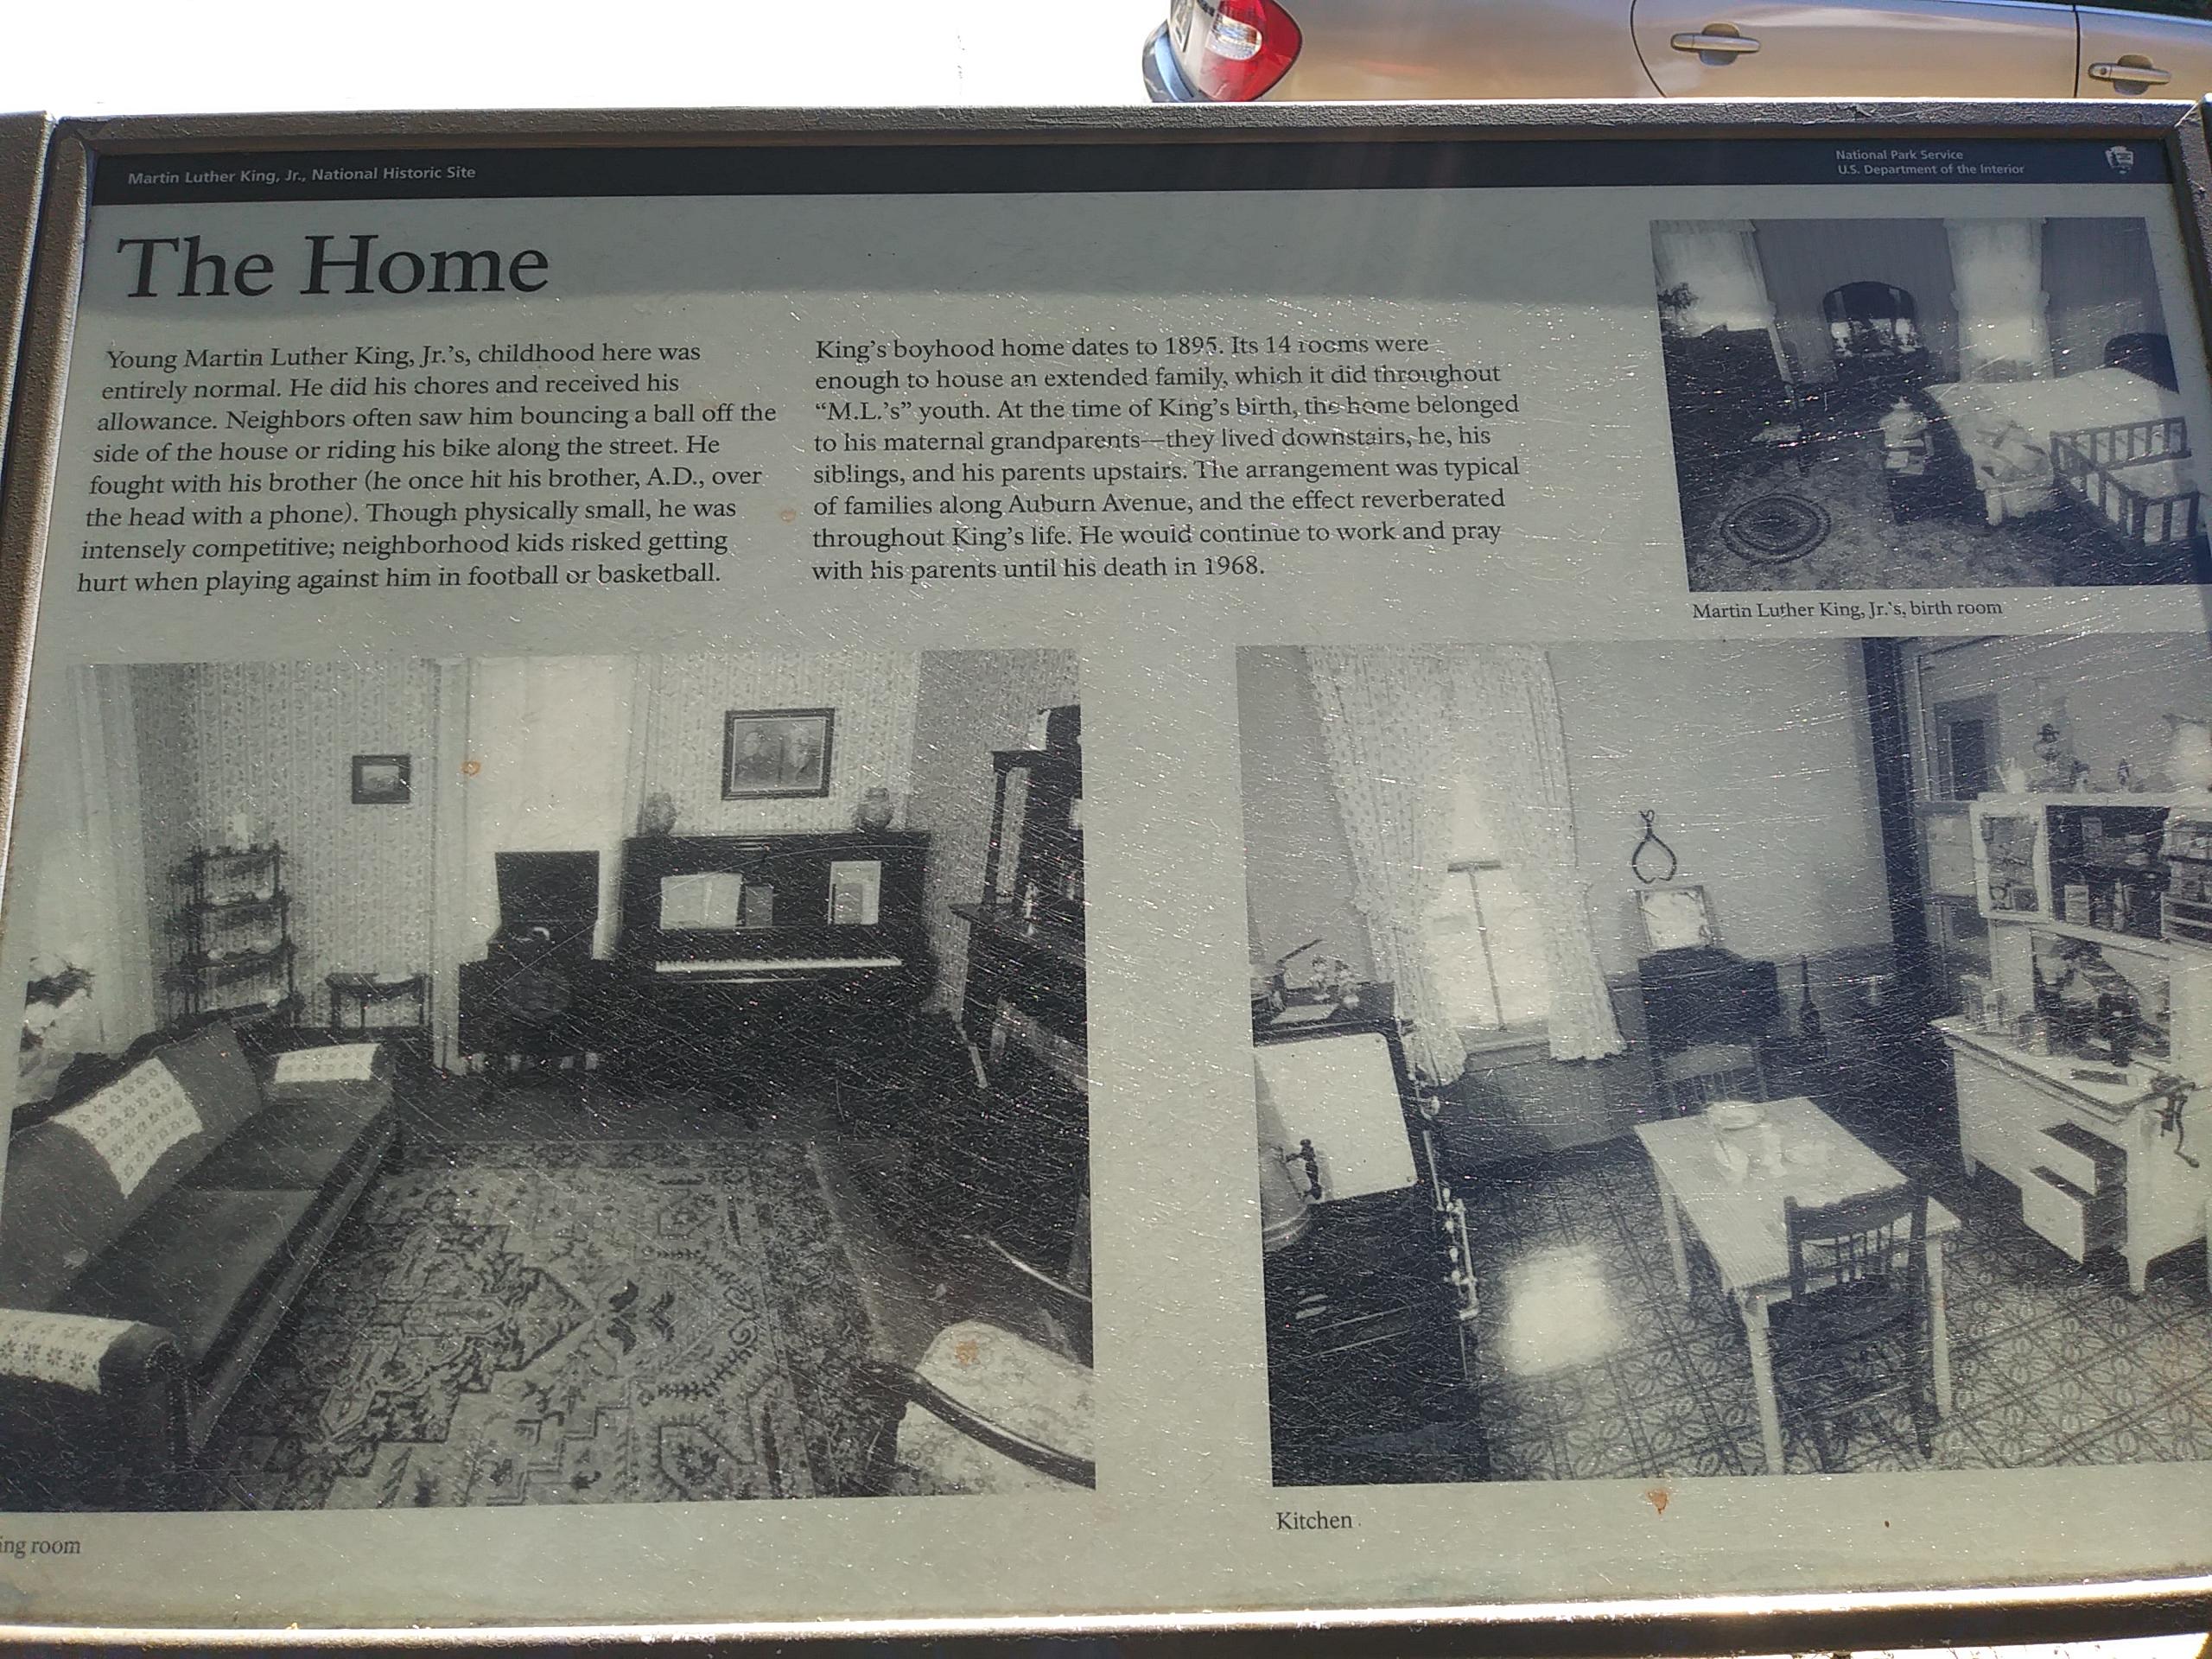 Martin Luther King, Jr., National Historic Site
National Park Service
U.S. Department of the Interior
The Home
Young Martin Luther King, Jr.'s, childhood here was
entirely normal. He did his chores and received his
allowance. Neighbors often saw him bouncing a ball off the
side of the house or riding his bike along the street. He
fought with his brother (he once hit his brother, A.D., over
the head with a phone). Though physically small, he was
intensely competitive; neighborhood kids risked getting
hurt when playing against him in football or basketball.
King's boyhood home dates to 1895. Its 14 rooms were
enough to house an extended family, which it did throughout
“M.L.'s” youth. At the time of King's birth, the home belonged
to his maternal grandparents—they lived downstairs, he, his
siblings, and his parents upstairs. The arrangement was typical
of families along Auburn Avenue, and the effect reverberated
throughout King's life. He would continue to work and pray
with his parents until his death in 1968.
Martin Luther King, Jr.'s, birth room
room
Kitchen